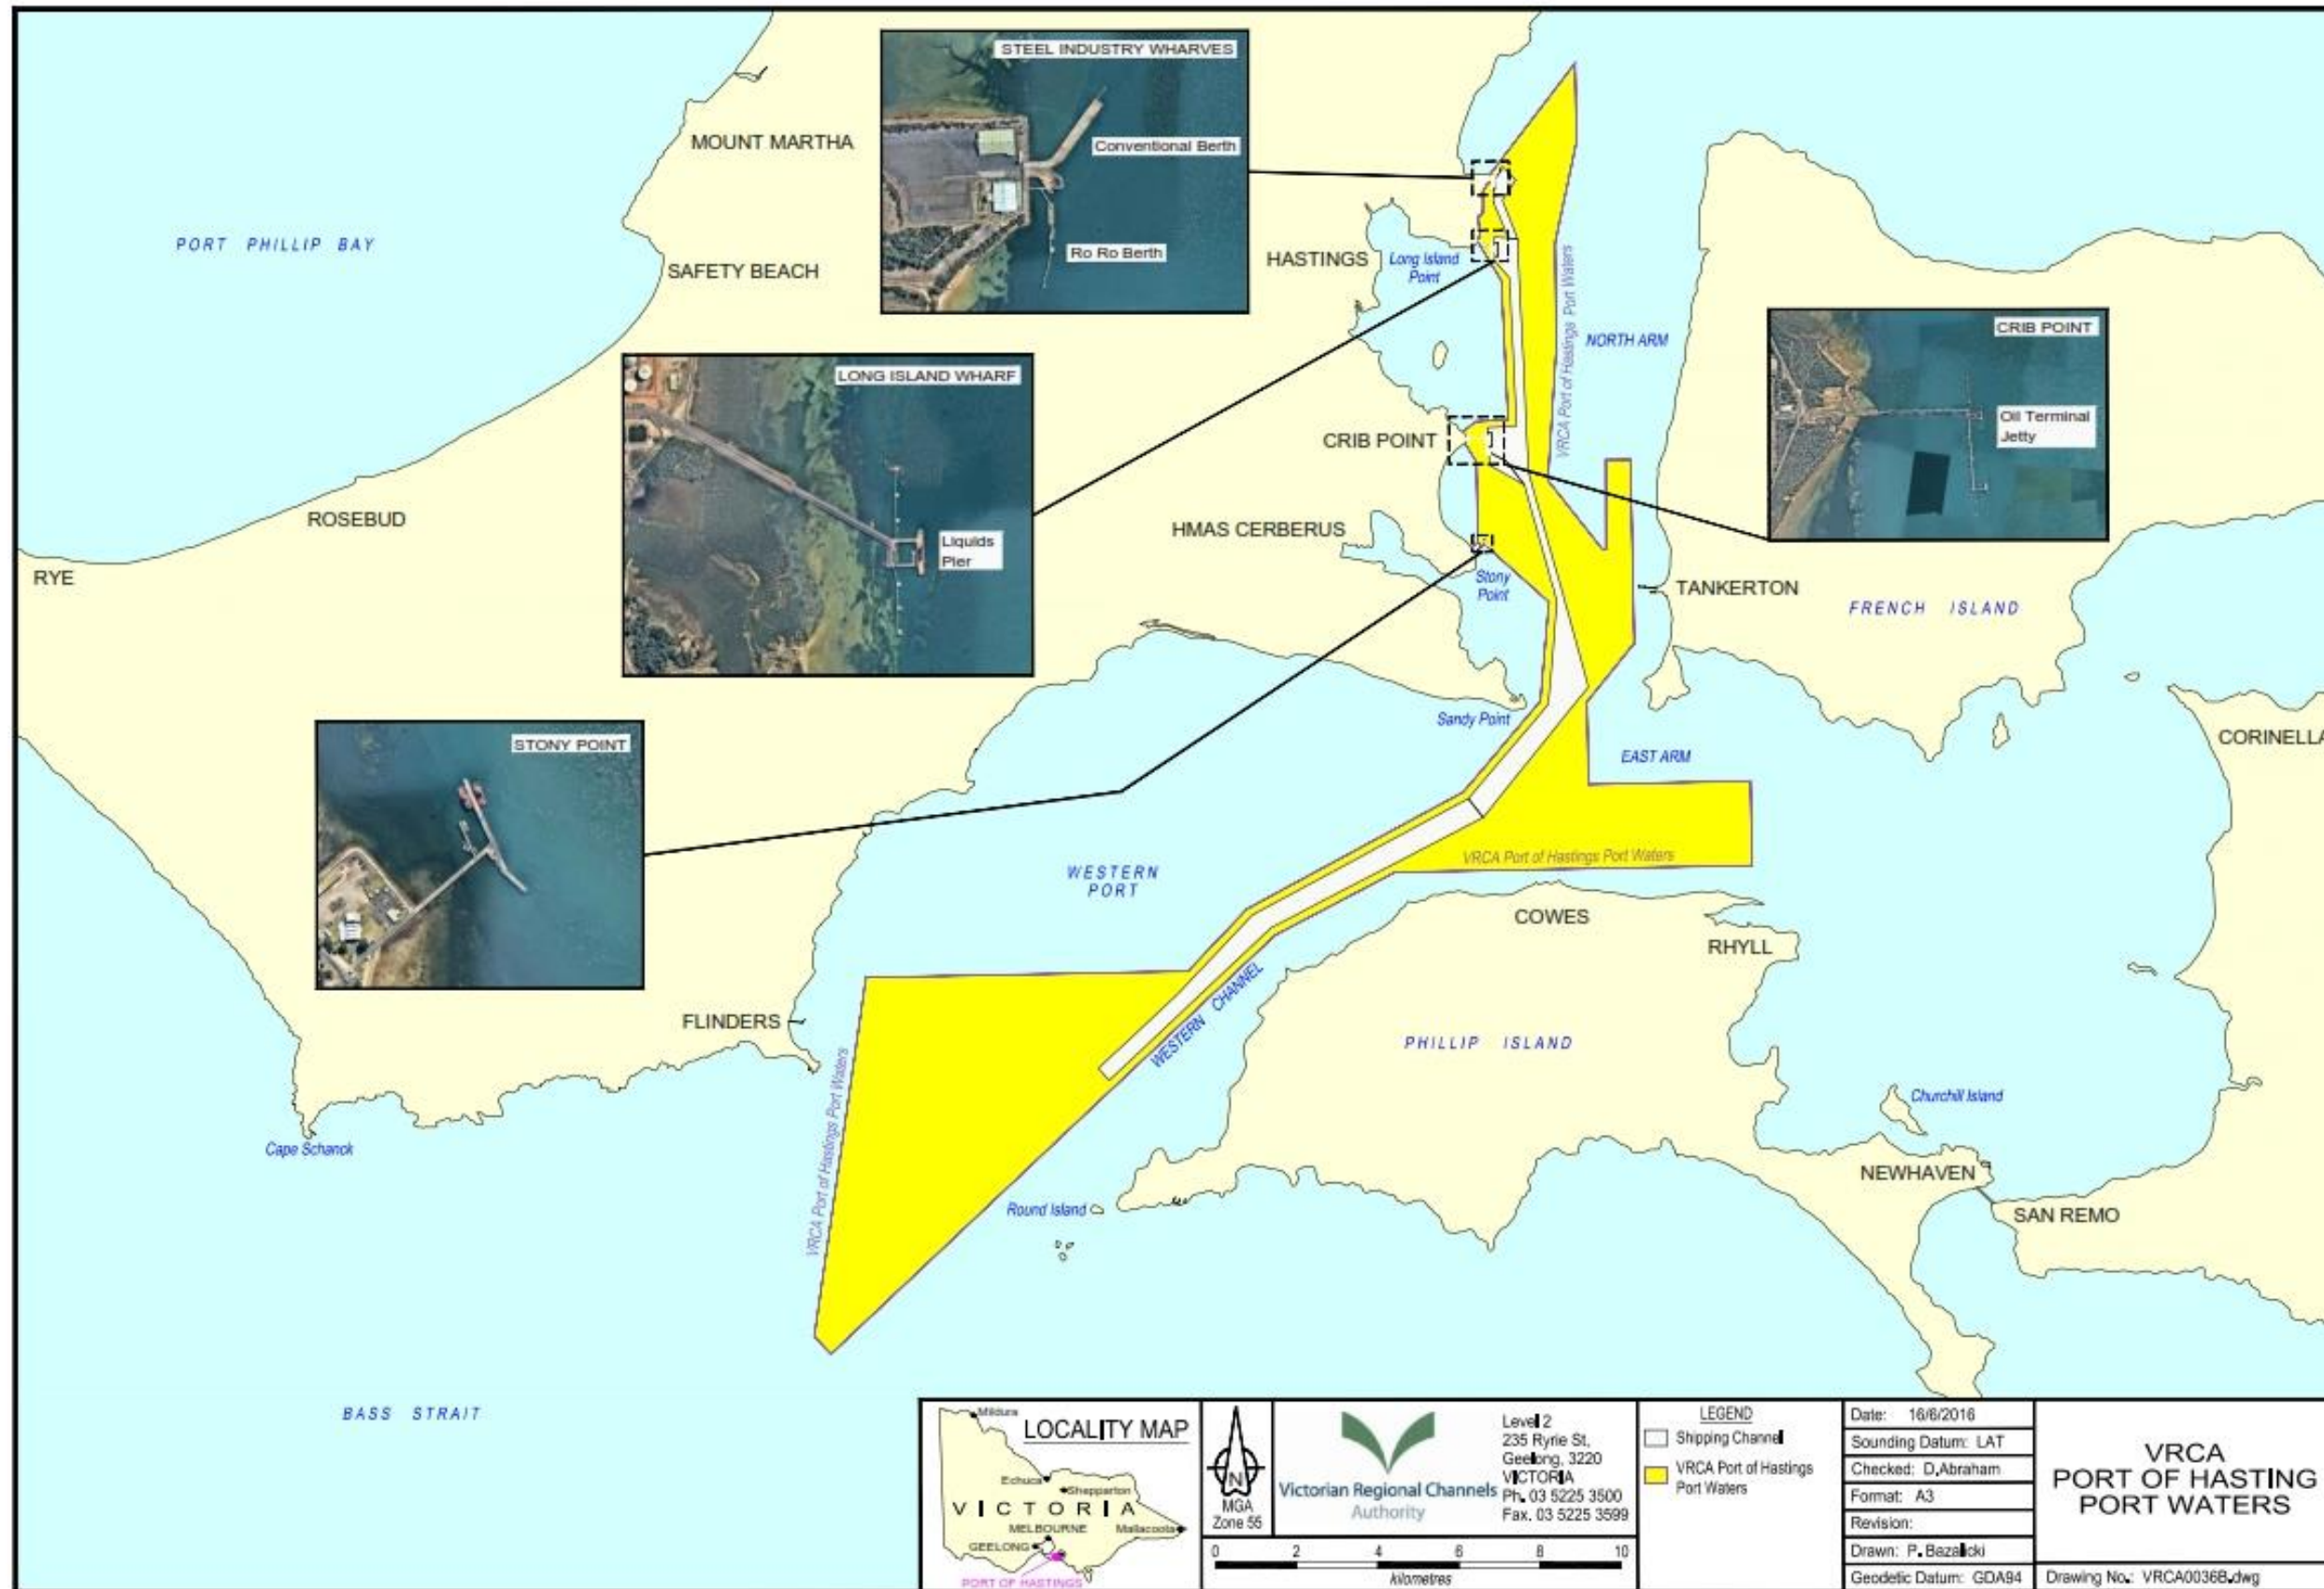 STEEL INDUSTRY WHARVES
Conventional Berth
Ro Ro Berth
MOUNT MARTHA
PORT PHILLIP BAY
SAFETY BEACH
HASTINGS
Long Island
Point
VRCA Port of Hastings Port Waters
NORTH ARM
LONG ISLAND WHARF
Liquids
Pier
CRIB POINT
Oil Terminal
Jetty
CRIB POINT
ROSEBUD
RYE
HMAS CERBERUS
Stony
Point
TANKERTON
FRENCH ISLAND
Sandy Point
STONY POINT
EAST ARM
CORINELLA
WESTERN
PORT
VRCA Port of Hastings Port Waters
COWES
RHYLL
WESTERN CHANNEL
FLINDERS
VRCA Port of Hastings Port Waters
PHILLIP ISLAND
Churchill Island
Cape Schanck
Round Island
NEWHAVEN
SAN REMO
BASS STRAIT
LOCALITY MAP
Mildura
Echuca
Shepparton
VICTORIA
MELBOURNE
Mallacoota
GEELONG
PORT OF HASTINGS
N
MGA
Zone 55
Victorian Regional Channels
Authority
Level 2
235 Ryrie St,
Geelong, 3220
VICTORIA
Ph. 03 5225 3500
Fax. 03 5225 3599
0 2 4 6 8 10
kilometres
LEGEND
Shipping Channel
VRCA Port of Hastings
Port Waters
Date: 16/6/2016
Sounding Datum: LAT
Checked: D.Abraham
Format: A3
Revision:
Drawn: P. Bazalicki
Geodetic Datum: GDA94
VRCA
PORT OF HASTING
PORT WATERS
Drawing No.: VRCA0036B.dwg